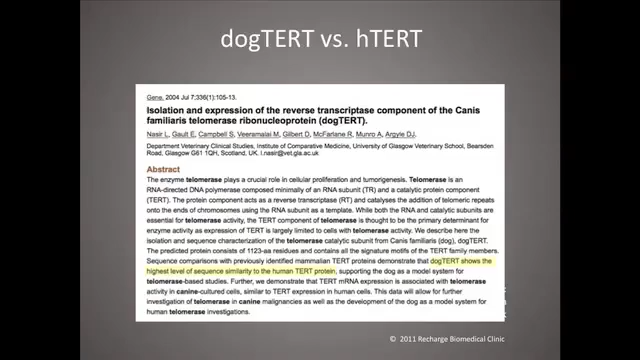 dogTERT vs. hTERT
Gene. 2004 Jul 7;336(1):105-13.
Isolation and expression of the reverse transcriptase component of the Canis
familiaris telomerase ribonucleoprotein (dogTERT).
Nasir L, Gault E, Campbell S, Veeramalai M, Gilbert D, McFarlane R, Munro A, Argyle DJ.
Department Veterinary Clinical Studies, Institute of Comparative Medicine, University of Glasgow Veterinary School, Bearsden
Road, Glasgow G61 1QH, Scotland. UK. l.nasir@vet.gla.ac.uk
Abstract
The enzyme telomerase plays a crucial role in cellular proliferation and tumorigenesis. Telomerase is an
RNA-directed DNA polymerase composed minimally of an RNA subunit (TR) and a catalytic protein component
(TERT). The protein component acts as a reverse transcriptase (RT) and catalyses the addition of telomeric repeats
onto the ends of chromosomes using the RNA subunit as a template. While both the RNA and catalytic subunits are
essential for telomerase activity, the TERT component of telomerase is thought to be the primary determinant for
enzyme activity as expression of TERT is largely limited to cells with telomerase activity. We describe here the
isolation and sequence characterization of the telomerase catalytic subunit from Canis familiaris (dog), dogTERT.
The predicted protein consists of 1123-aa residues and contains all the signature motifs of the TERT family members.
Sequence comparisons with previously identified mammalian TERT proteins demonstrate that dogTERT shows the
highest level of sequence similarity to the human TERT protein, supporting the dog as a model system for
telomerase-based studies. Further, we demonstrate that TERT mRNA expression is associated with telomerase
activity in canine-cultured cells, similar to TERT expression in human cells. This data will allow for further
investigation of telomerase in canine malignancies as well as the development of the dog as a model system for
human telomerase investigations.
© 2011 Recharge Biomedical Clinic